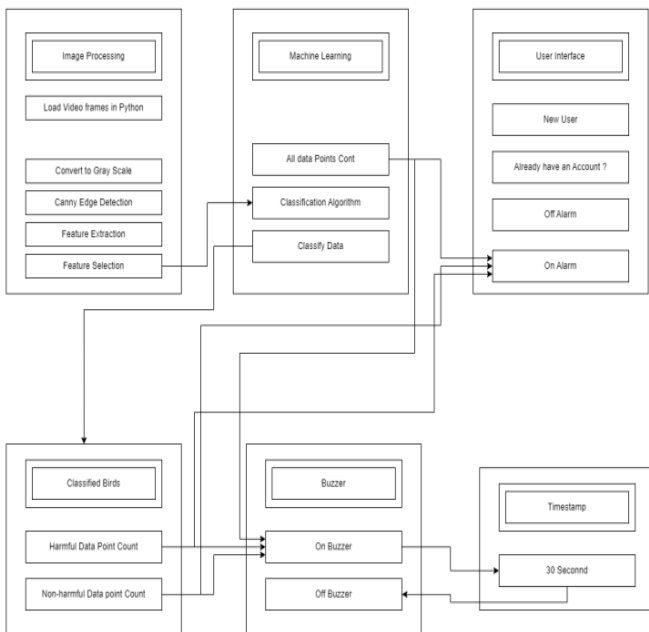 Image Processing
Load Video frames in Python
Convert to Gray Scale
Canny Edge Detection
Feature Extraction
Feature Selection
Machine Learning
All data Points Cont
Classification Algorithm
Classify Data
User Interface
New User
Already have an Account ?
Off Alarm
On Alarm
Classified Birds
Harmful Data Point Count
Non-harmful Data point Count
Buzzer
On Buzzer
Off Buzzer
Timestamp
30 Seconnd